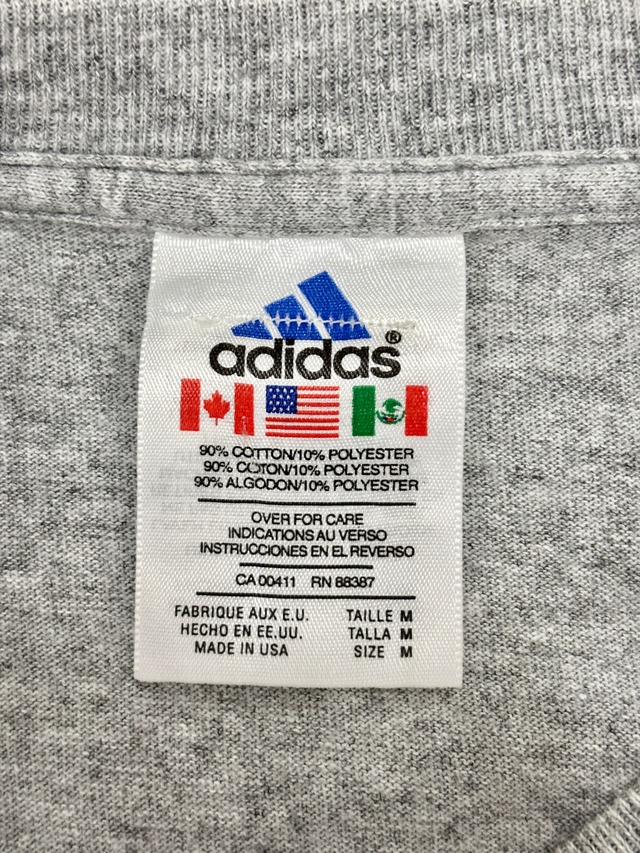 adidas®
90% COTTON/10% POLYESTER
90% COTON/10% POLYESTER
90% ALGODON/10% POLYESTER
OVER FOR CARE
INDICATIONS AU VERSO
INSTRUCCIONES EN EL REVERSO
CA 00411 RN 88387
FABRIQUE AUX E.U. TAILLE M
HECHO EN EE.UU. TALLA M
MADE IN USA SIZE M